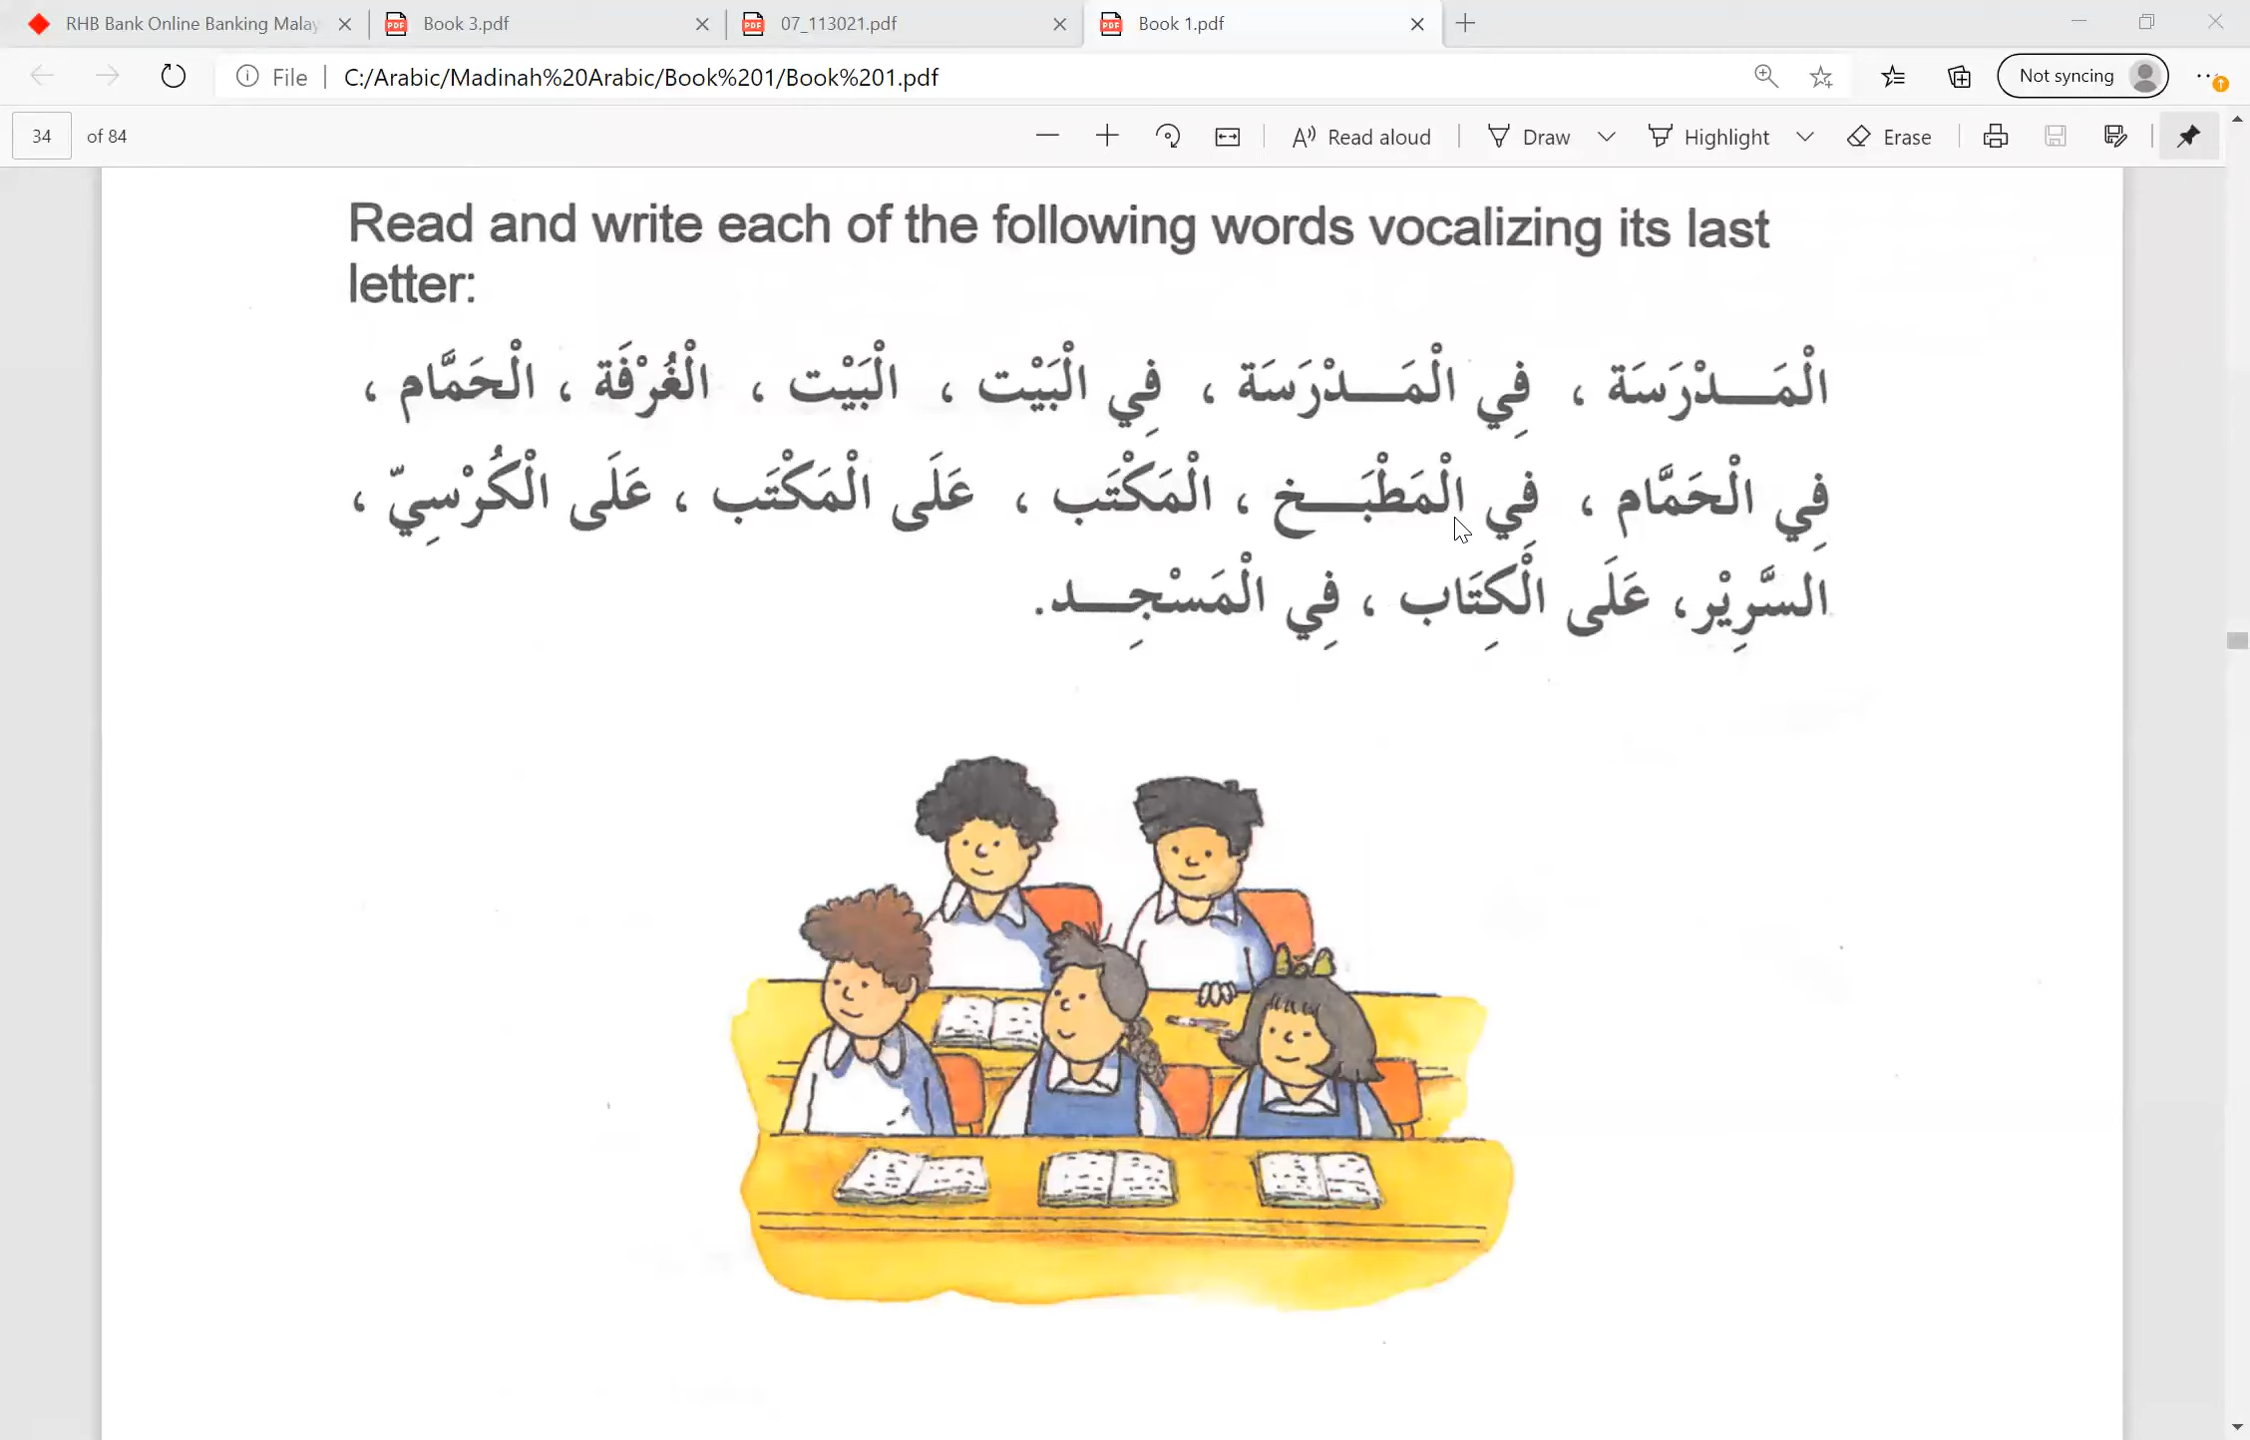 RHB Bank Online Banking Malay
Book 3.pdf
07_113021.pdf
Book 1.pdf
File | C:/Arabic/Madinah%20Arabic/Book%201/Book%201.pdf
Not syncing
34 of 84
Read aloud
Draw
Highlight
Erase
Read and write each of the following words vocalizing its last
letter:
الْمَـــدْرَسَة ، فِي الْمَـــدْرَسَة ، فِي الْبَيْت ، الْبَيْت ، الْغُرْفَة ، الْحَمَّام ،
فِي الْحَمَّام ، فِي الْمَطْبَـــخ ، الْمَكْتَب ، عَلَى الْمَكْتَب ، عَلَى الْكُرْسِيّ ،
السَّرِيْر، عَلَى الْكِتَاب ، فِي الْمَسْجِـــد.